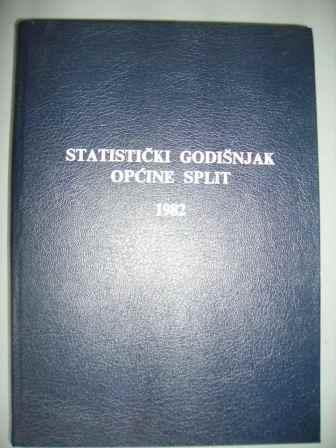 STATISTIČKI GODIŠNJAK
OPĆINE SPLIT
1982